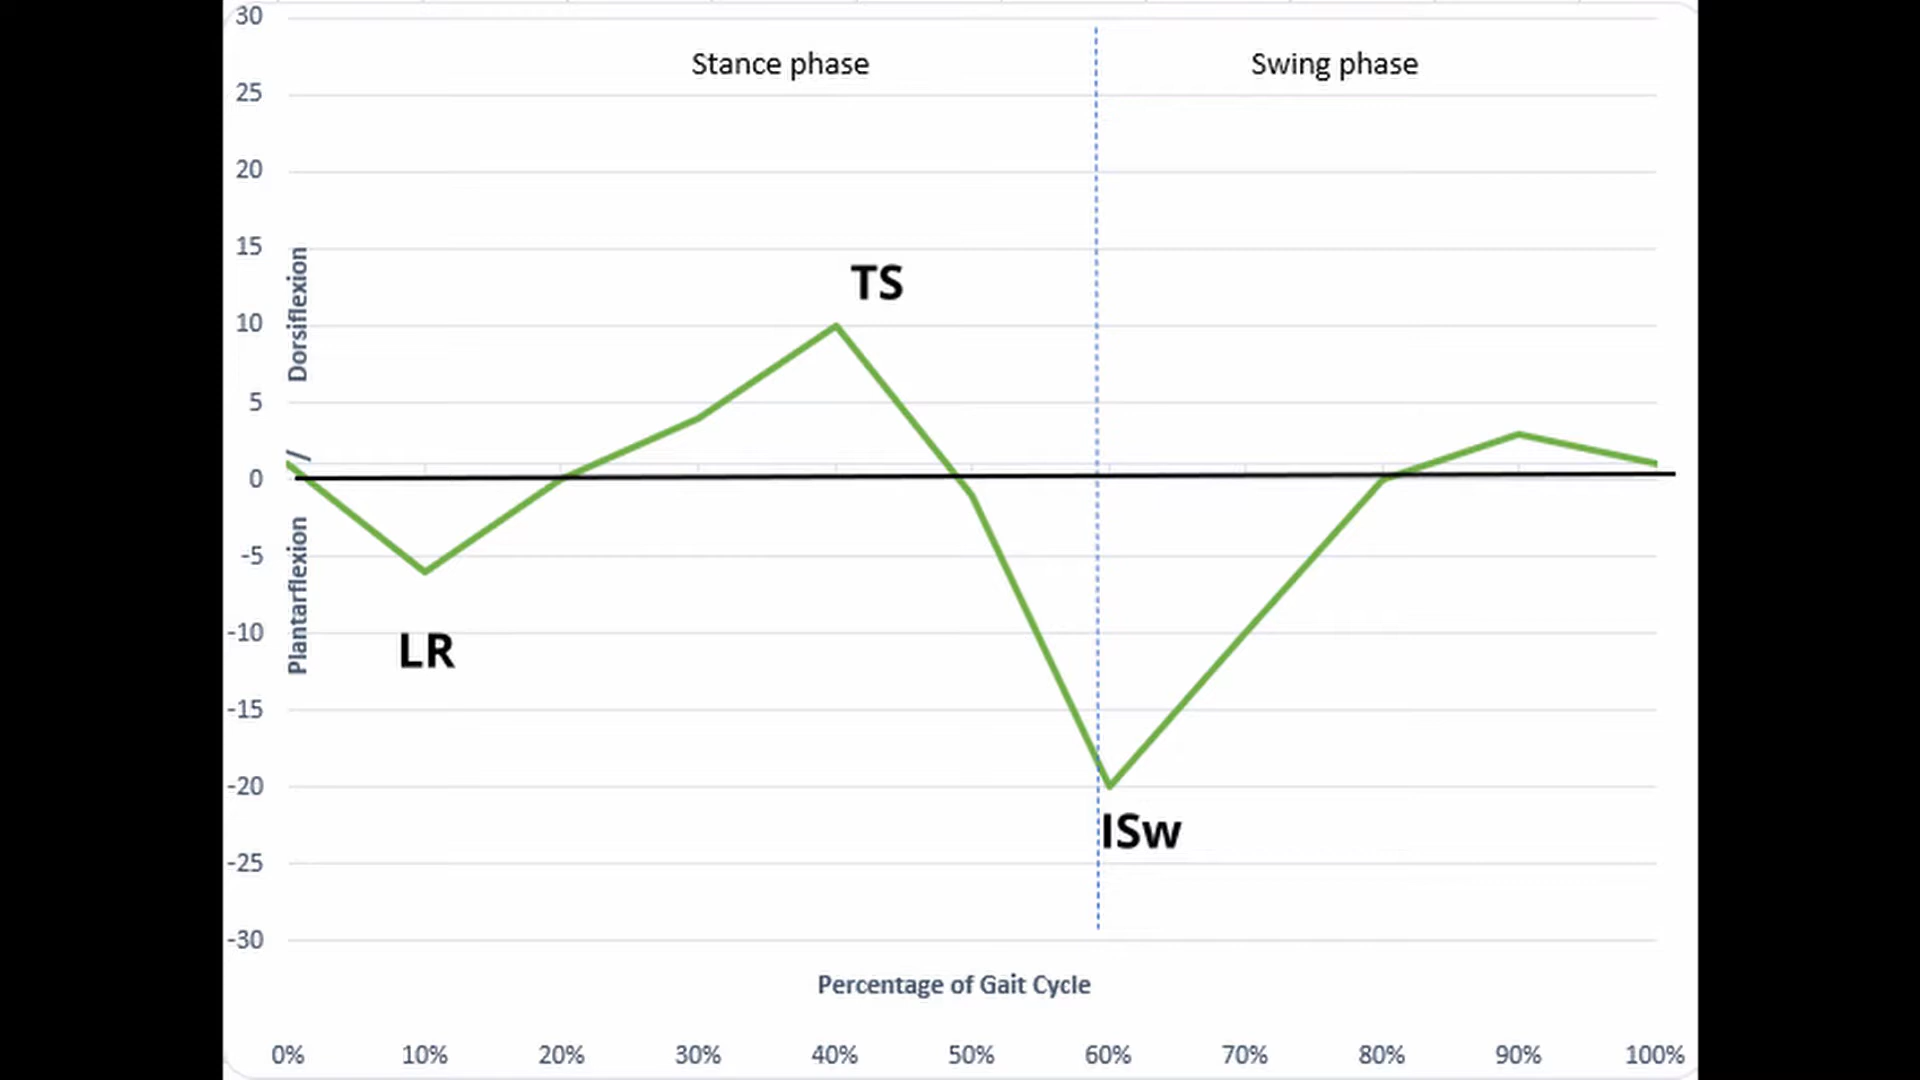 30
Stance phase
Swing phase
25
20
15
TS
10
Dorsiflexion
5
0
-5
Plantarflexion
-10
LR
-15
-20
ISw
-25
-30
Percentage of Gait Cycle
0% 10% 20% 30% 40% 50% 60% 70% 80% 90% 100%